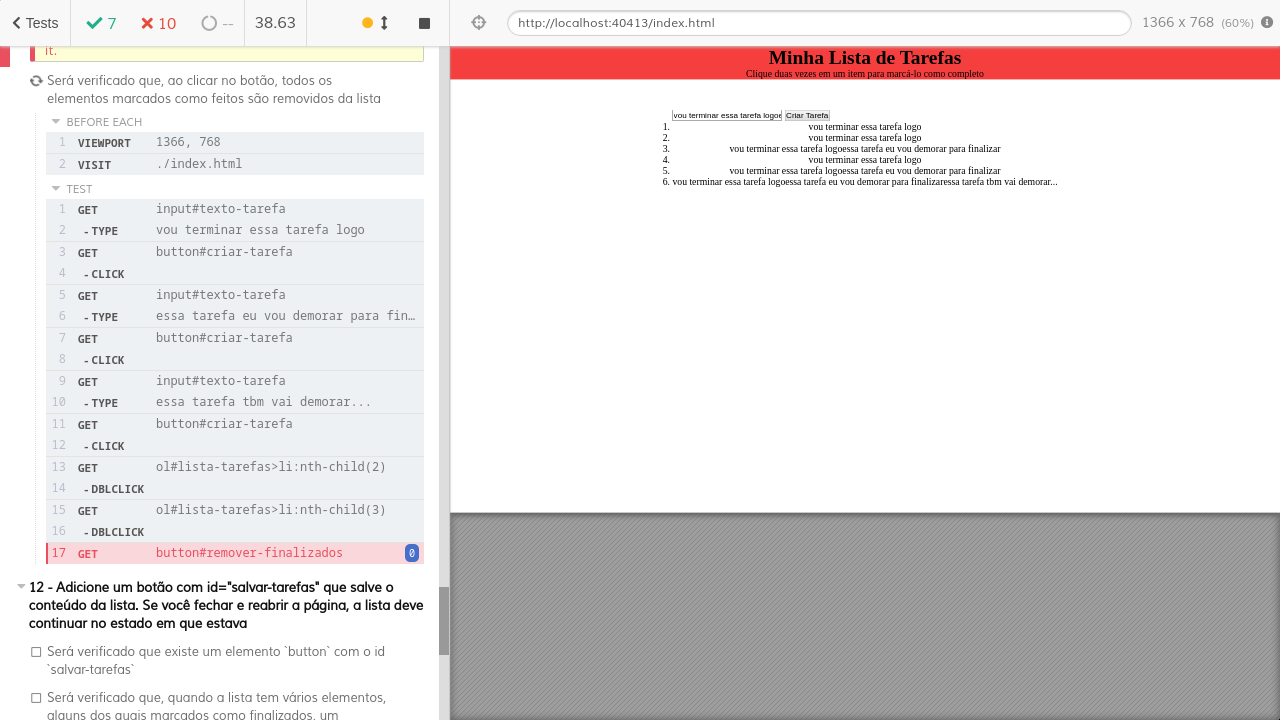 Tests 7 10 -- 38.63
it.
Será verificado que, ao clicar no botão, todos os
elementos marcados como feitos são removidos da lista
BEFORE EACH
1 VIEWPORT 1366, 768
2 VISIT ./index.html
TEST
1 GET input#texto-tarefa
2 -TYPE vou terminar essa tarefa logo
3 GET button#criar-tarefa
4 -CLICK
5 GET input#texto-tarefa
6 -TYPE essa tarefa eu vou demorar para fin…
7 GET button#criar-tarefa
8 -CLICK
9 GET input#texto-tarefa
10 -TYPE essa tarefa tbm vai demorar...
11 GET button#criar-tarefa
12 -CLICK
13 GET ol#lista-tarefas>li:nth-child(2)
14 -DBLCLICK
15 GET ol#lista-tarefas>li:nth-child(3)
16 -DBLCLICK
17 GET button#remover-finalizados 0
12 - Adicione um botão com id="salvar-tarefas" que salve o
conteúdo da lista. Se você fechar e reabrir a página, a lista deve
continuar no estado em que estava
Será verificado que existe um elemento `button` com o id
`salvar-tarefas`
Será verificado que, quando a lista tem vários elementos,
alguns dos quais marcados como finalizados, um
http://localhost:40413/index.html 1366 x 768 (60%)
Minha Lista de Tarefas
Clique duas vezes em um item para marcá-lo como completo
vou terminar essa tarefa logoe Criar Tarefa
1. vou terminar essa tarefa logo
2. vou terminar essa tarefa logo
3. vou terminar essa tarefa logoessa tarefa eu vou demorar para finalizar
4. vou terminar essa tarefa logo
5. vou terminar essa tarefa logoessa tarefa eu vou demorar para finalizar
6. vou terminar essa tarefa logoessa tarefa eu vou demorar para finalizaressa tarefa tbm vai demorar...